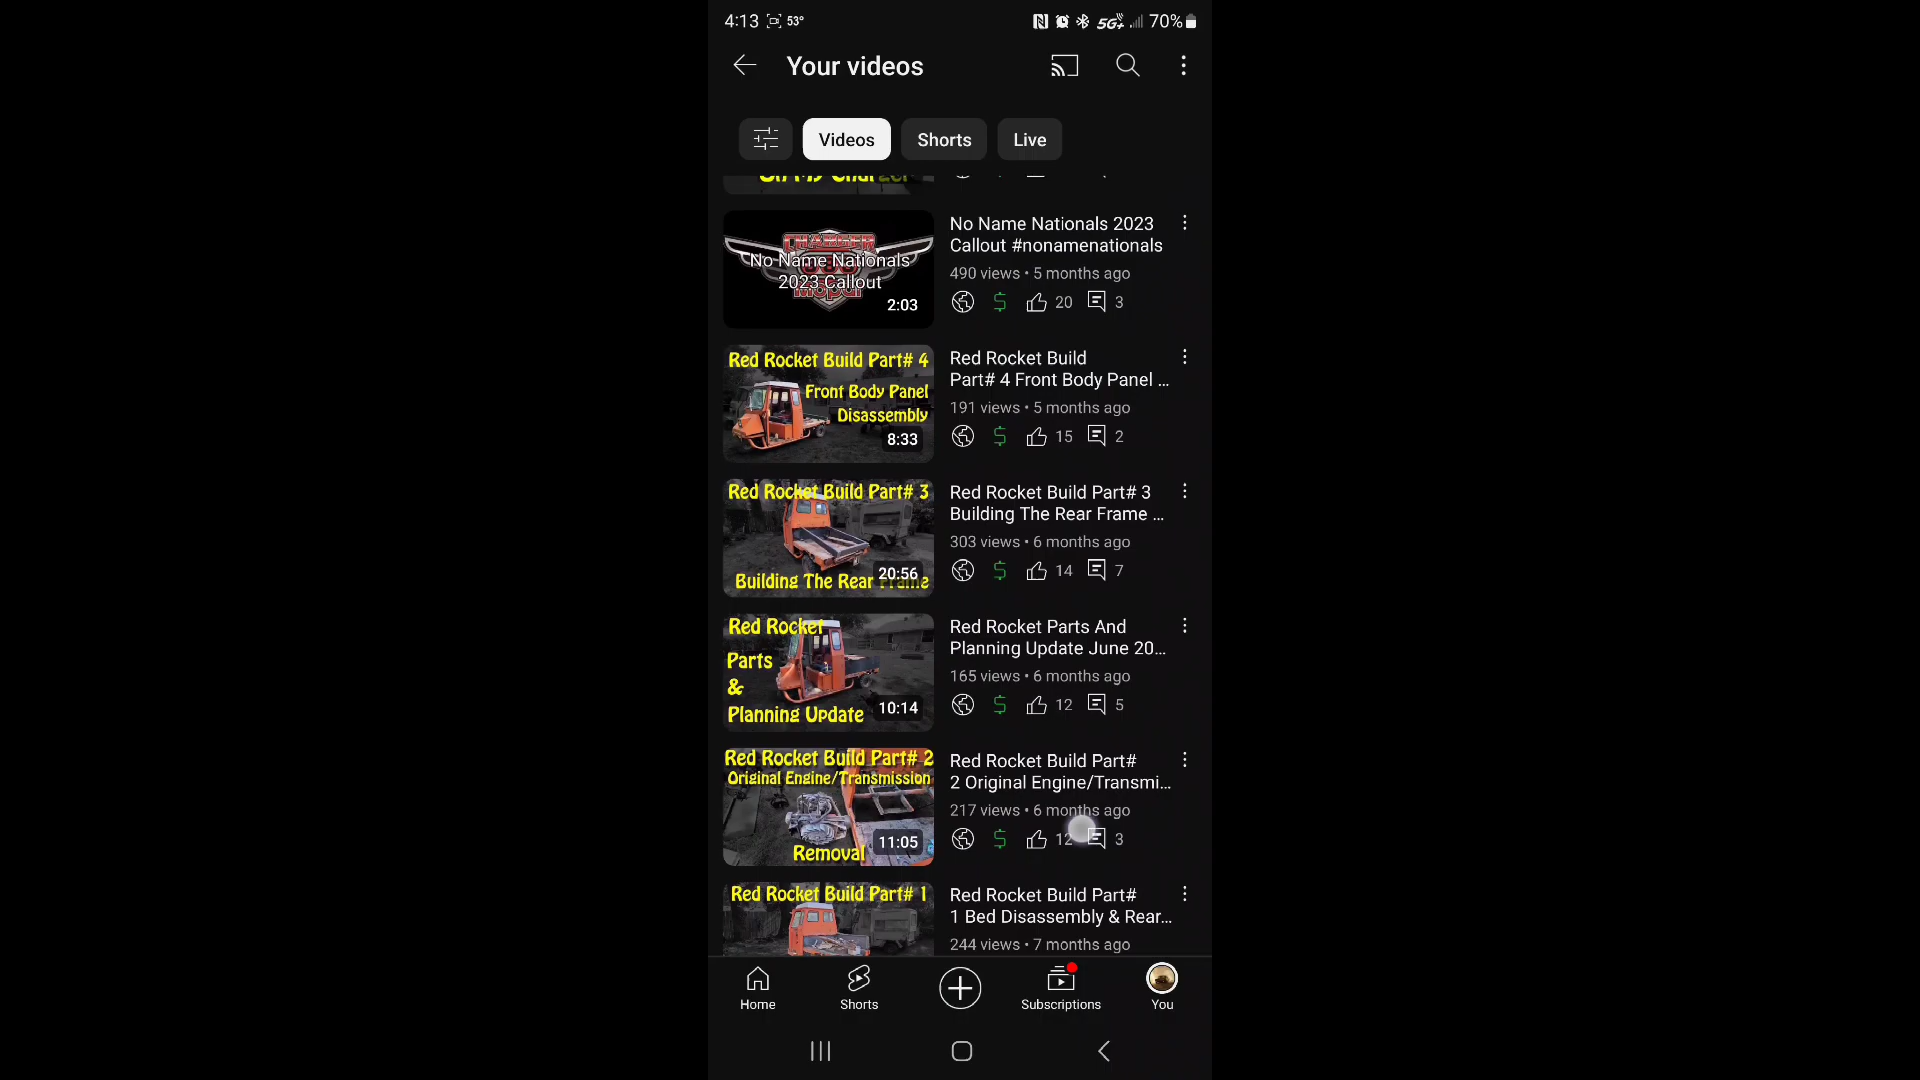 4:13 53°
5G+ 70%
Your videos
Videos Shorts Live
No Name Nationals
2023 Callout
2:03
No Name Nationals 2023
Callout #nonamenationals
490 views • 5 months ago
20 3
Red Rocket Build Part# 4
Front Body Panel
Disassembly
8:33
Red Rocket Build
Part# 4 Front Body Panel ...
191 views • 5 months ago
15 2
Red Rocket Build Part# 3
Building The Rear Frame
20:56
Red Rocket Build Part# 3
Building The Rear Frame ...
303 views • 6 months ago
14 7
Red Rocket
Parts
&
Planning Update
10:14
Red Rocket Parts And
Planning Update June 20...
165 views • 6 months ago
12 5
Red Rocket Build Part# 2
Original Engine/Transmission
Removal
11:05
Red Rocket Build Part#
2 Original Engine/Transmi...
217 views • 6 months ago
12 3
Red Rocket Build Part# 1
Red Rocket Build Part#
1 Bed Disassembly & Rear...
244 views • 7 months ago
Home Shorts Subscriptions You